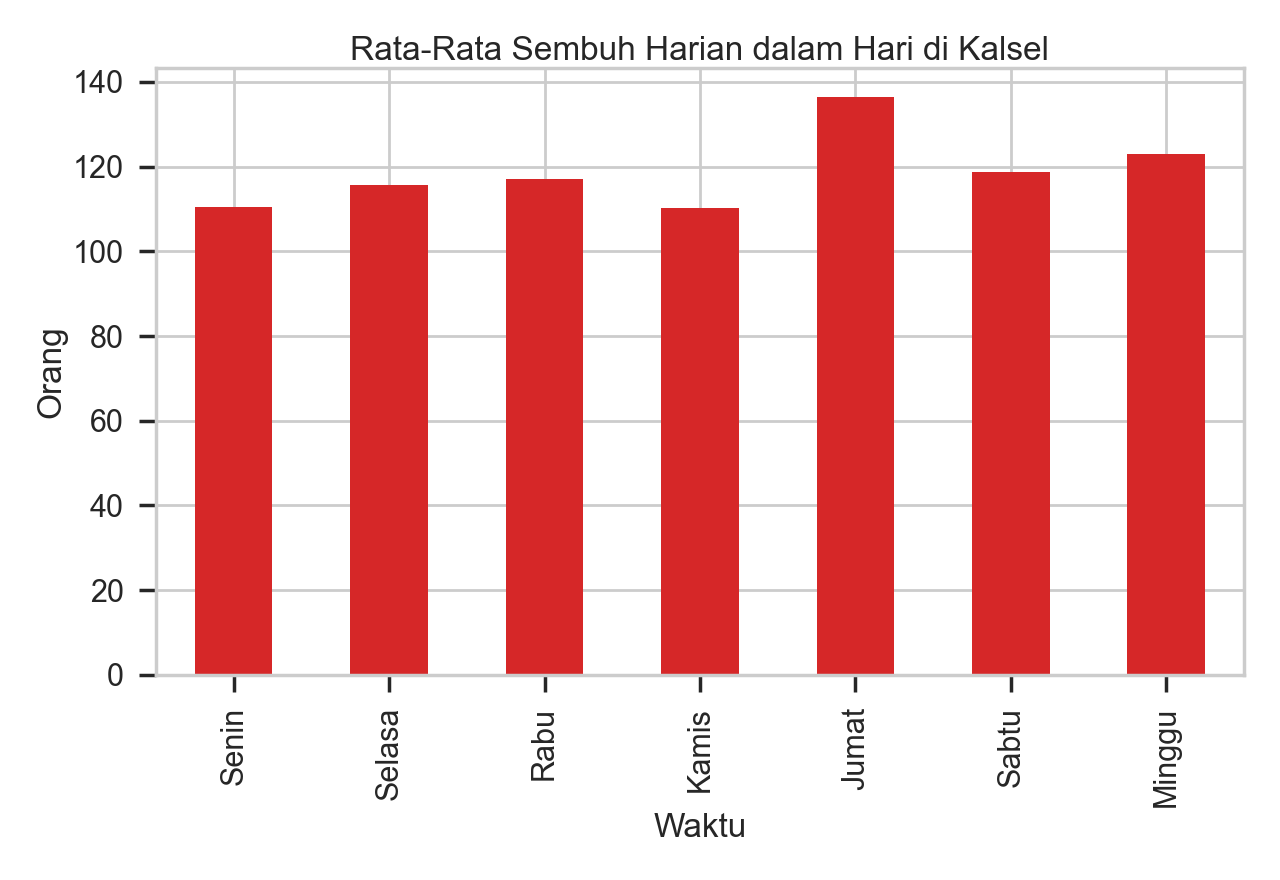 Rata-Rata Sembuh Harian dalam Hari di Kalsel
140
120
100
80
60
40
20
0
Orang
Senin
Selasa
Rabu
Kamis
Jumat
Sabtu
Minggu
Waktu